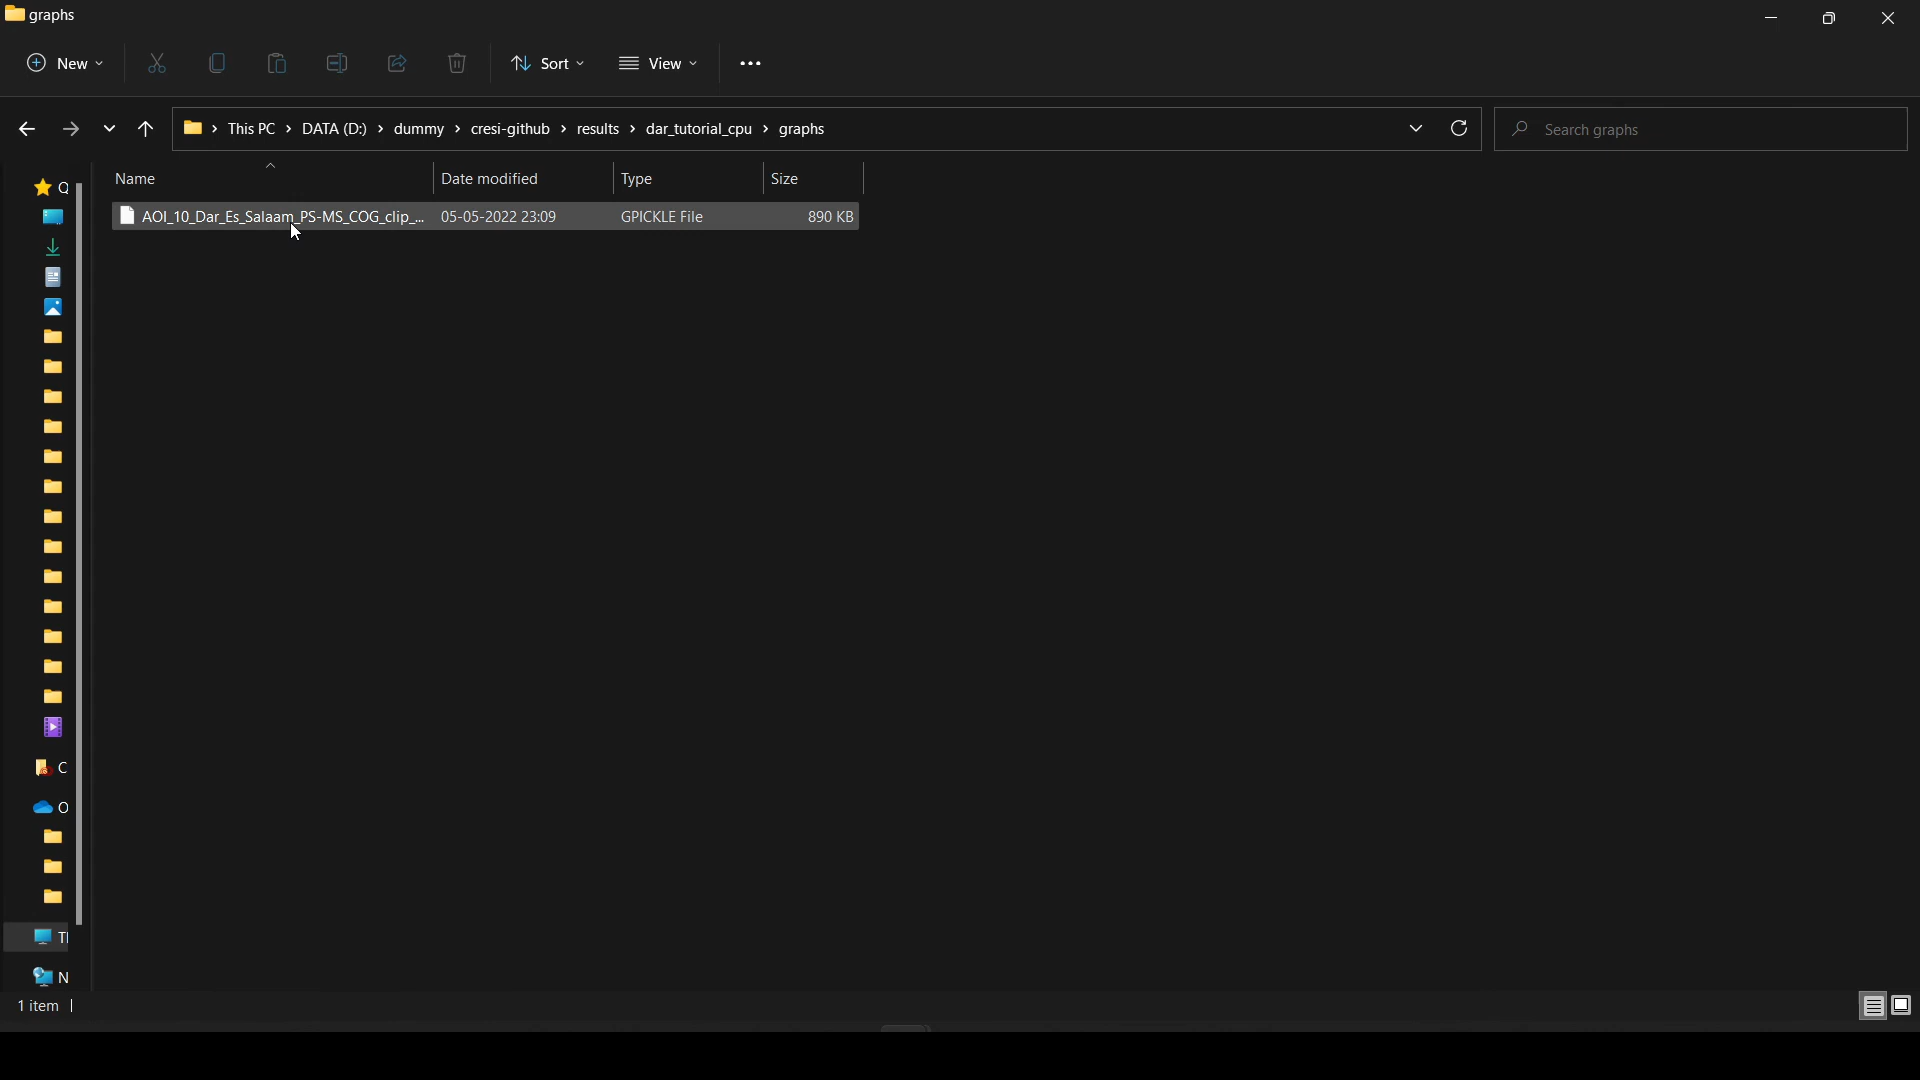 graphs
New
Sort
View
This PC
DATA (D:)
dummy
cresi-github
results
dar_tutorial_cpu
graphs
Search graphs
Name
Date modified
Type
Size
AOI_10_Dar_Es_Salaam_PS-MS_COG_clip_...
05-05-2022 23:09
GPICKLE File
890 KB
Q
C
O
N
1 item